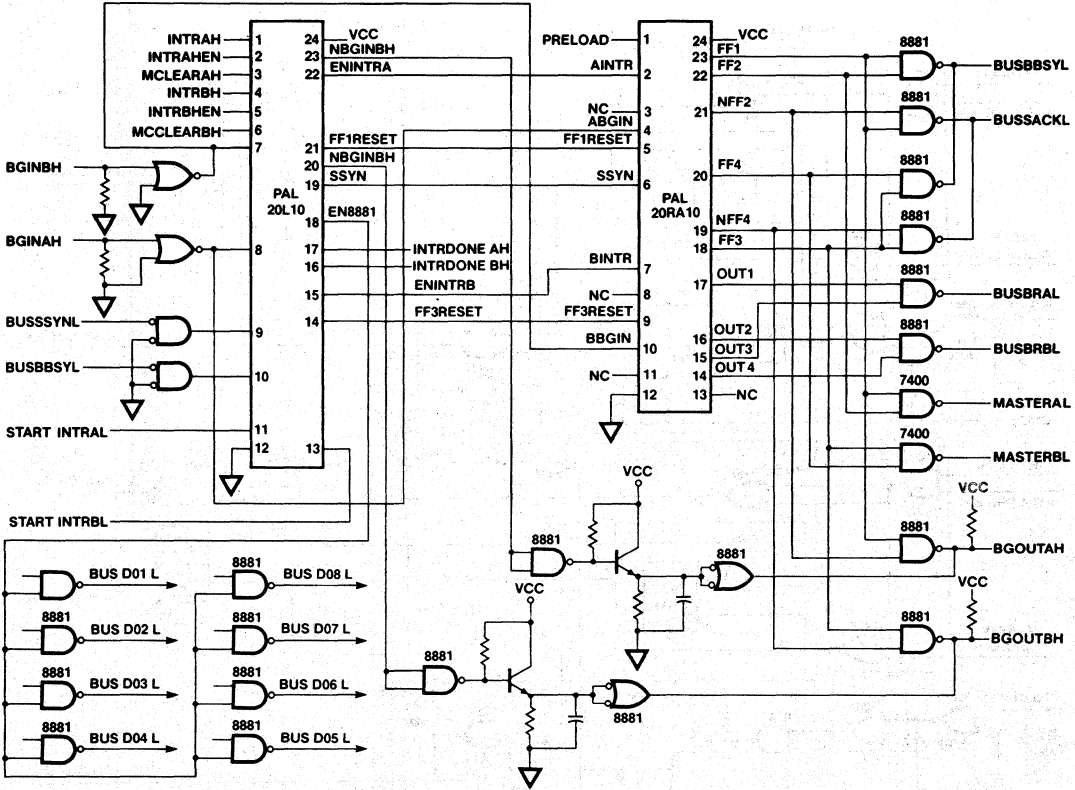 INTRAH 1
INTRAHEN 2
MCLEARAH 3
INTRBH 4
INTRBHEN 5
MCCLEARBH 6
7
BGINBH
BGINAH
8
BUSSSYNL
9
BUSBBSYL
10
START INTRAL 11
12
START INTRBL
PAL
20L10
24 VCC
23 NBGINBH
22 ENINTRA
21 FF1RESET
20 NBGINBH
19 SSYN
18 EN8881
17 INTRDONE AH
16 INTRDONE BH
15 ENINTRB
14 FF3RESET
13
PRELOAD 1
AINTR 2
NC 3
ABGIN 4
FF1RESET 5
SSYN 6
BINTR 7
NC 8
FF3RESET 9
BBGIN 10
NC 11
12
PAL
20RA10
24 VCC
23 FF1
22 FF2
21 NFF2
20 FF4
19 NFF4
18 FF3
17 OUT1
16 OUT2
15 OUT3
14 OUT4
13 NC
8881
BUSBBSYL
8881
BUSSACKL
8881
8881
8881
BUSBRAL
8881
BUSBRBL
7400
MASTERAL
7400
MASTERBL
VCC
8881
BGOUTAH
VCC
8881
BGOUTBH
VCC
8881
8881
VCC
8881
8881
BUS D01 L
8881
BUS D08 L
8881
BUS D02 L
8881
BUS D07 L
8881
BUS D03 L
8881
BUS D06 L
8881
BUS D04 L
8881
BUS D05 L